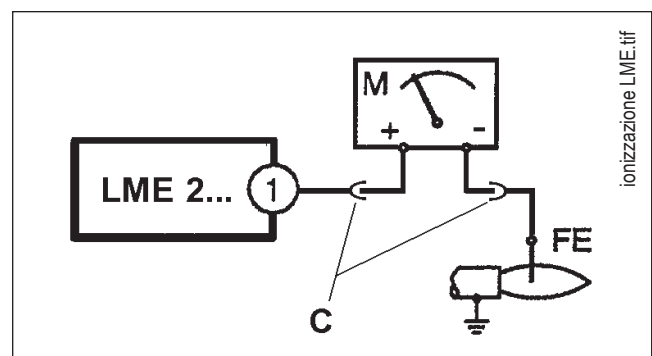 M
+ -
LME 2... 1
FE
C
ionizzazione LME.tif